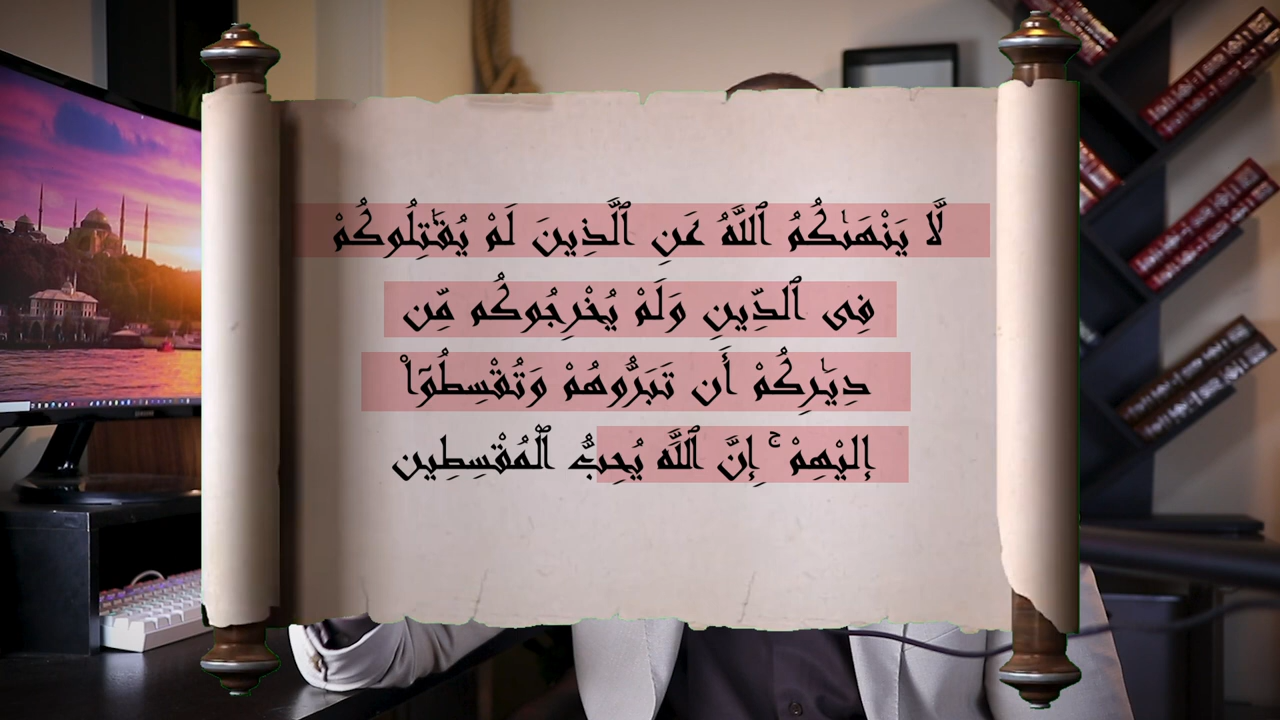 لَّا يَنْهَىٰكُمُ ٱللَّهُ عَنِ ٱلَّذِينَ لَمْ يُقَٰتِلُوكُمْ
فِى ٱلدِّينِ وَلَمْ يُخْرِجُوكُم مِّن
دِيَٰرِكُمْ أَن تَبَرُّوهُمْ وَتُقْسِطُوٓا۟
إِلَيْهِمْ ۚ إِنَّ ٱللَّهَ يُحِبُّ ٱلْمُقْسِطِين